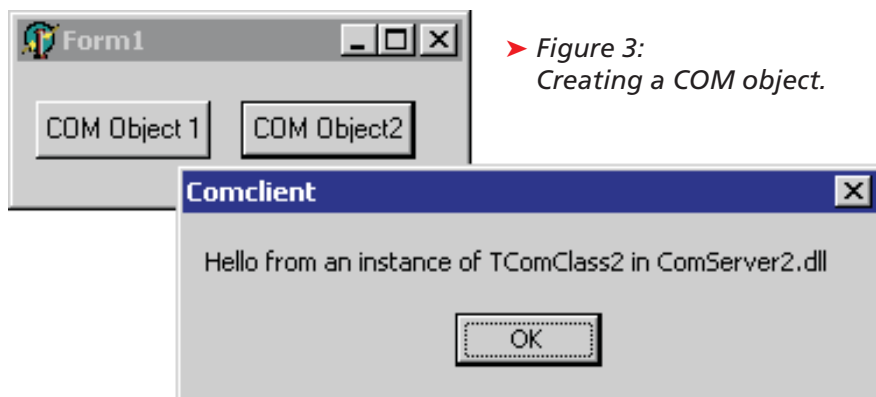 Form1
➤ Figure 3:
Creating a COM object.
COM Object 1
COM Object2
Comclient
Hello from an instance of TComClass2 in ComServer2.dll
OK